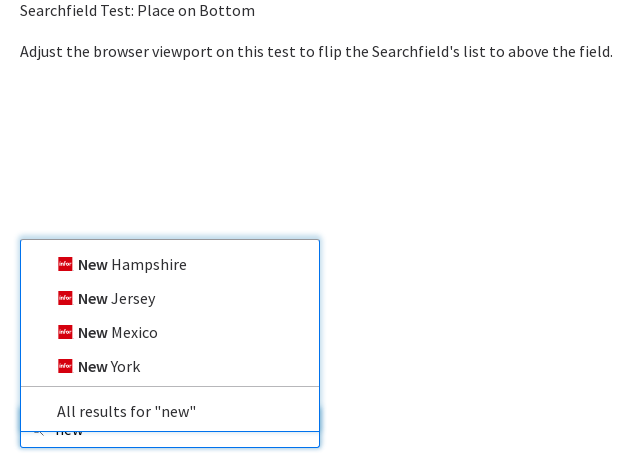 Searchfield Test: Place on Bottom
Adjust the browser viewport on this test to flip the Searchfield's list to above the field.
infor New Hampshire
infor New Jersey
infor New Mexico
infor New York
All results for "new"
new